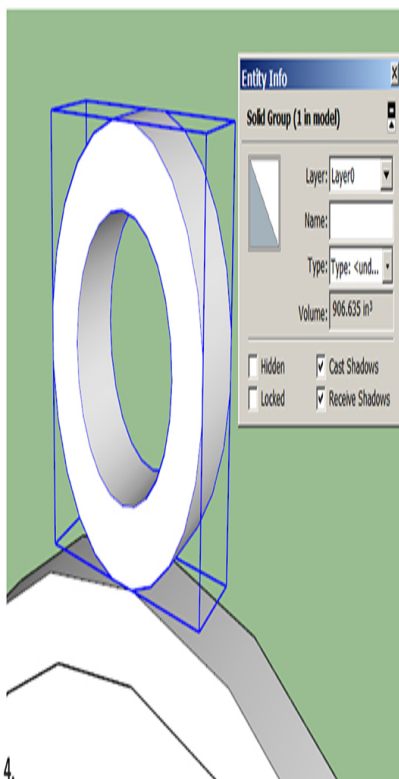 Entity Info
Solid Group (1 in model)
Layer: Layer0
Name:
Type: Type: <und...
Volume: 906.635 in³
Hidden Cast Shadows
Locked Receive Shadows
4.